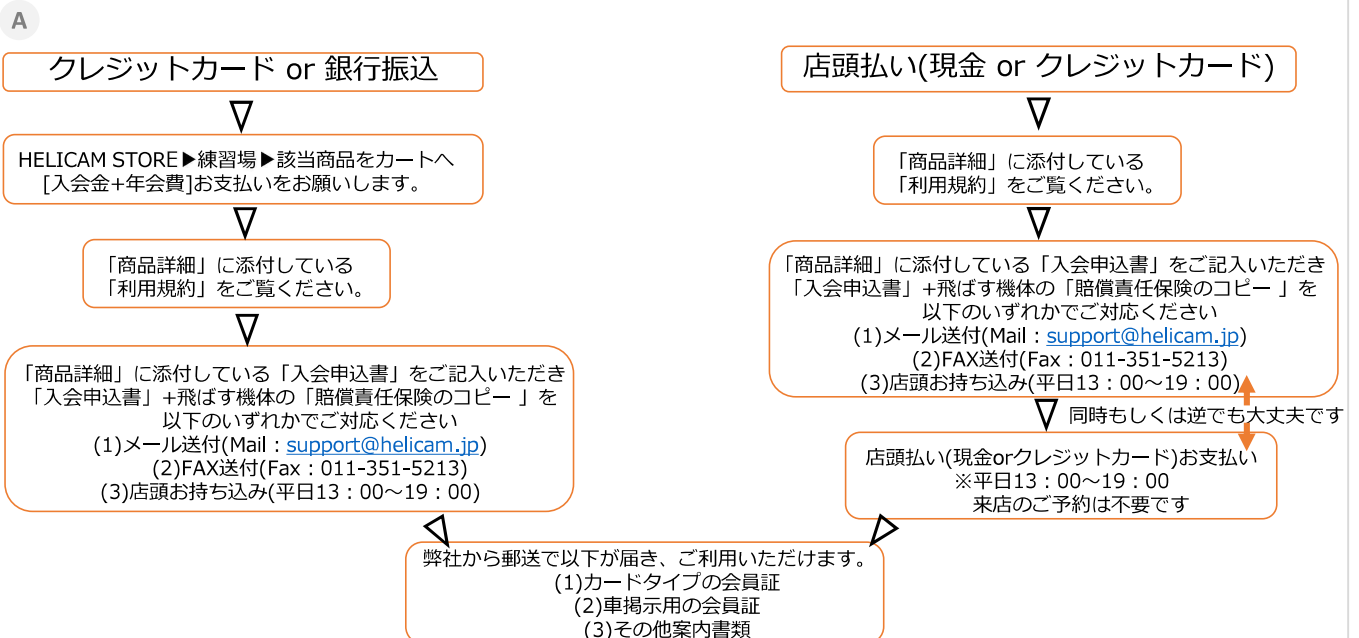 A
クレジットカード or 銀行振込
HELICAM STORE▶練習場▶該当商品をカートへ
[入会金+年会費]お支払いをお願いします。
「商品詳細」に添付している
「利用規約」をご覧ください。
「商品詳細」に添付している「入会申込書」をご記入いただき
「入会申込書」+飛ばす機体の「賠償責任保険のコピー 」を
以下のいずれかでご対応ください
(1)メール送付(Mail：support@helicam.jp)
(2)FAX送付(Fax：011-351-5213)
(3)店頭お持ち込み(平日13：00～19：00)
店頭払い(現金 or クレジットカード)
「商品詳細」に添付している
「利用規約」をご覧ください。
「商品詳細」に添付している「入会申込書」をご記入いただき
「入会申込書」+飛ばす機体の「賠償責任保険のコピー 」を
以下のいずれかでご対応ください
(1)メール送付(Mail：support@helicam.jp)
(2)FAX送付(Fax：011-351-5213)
(3)店頭お持ち込み(平日13：00～19：00)
同時もしくは逆でも大丈夫です
店頭払い(現金orクレジットカード)お支払い
※平日13：00～19：00
来店のご予約は不要です
弊社から郵送で以下が届き、ご利用いただけます。
(1)カードタイプの会員証
(2)車掲示用の会員証
(3)その他案内書類